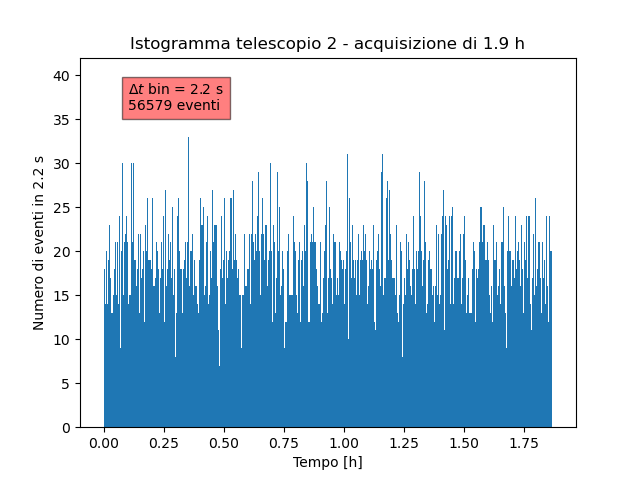 Istogramma telescopio 2 - acquisizione di 1.9 h
Δt bin = 2.2 s
56579 eventi
Numero di eventi in 2.2 s
40
35
30
25
20
15
10
5
0
0.00 0.25 0.50 0.75 1.00 1.25 1.50 1.75
Tempo [h]